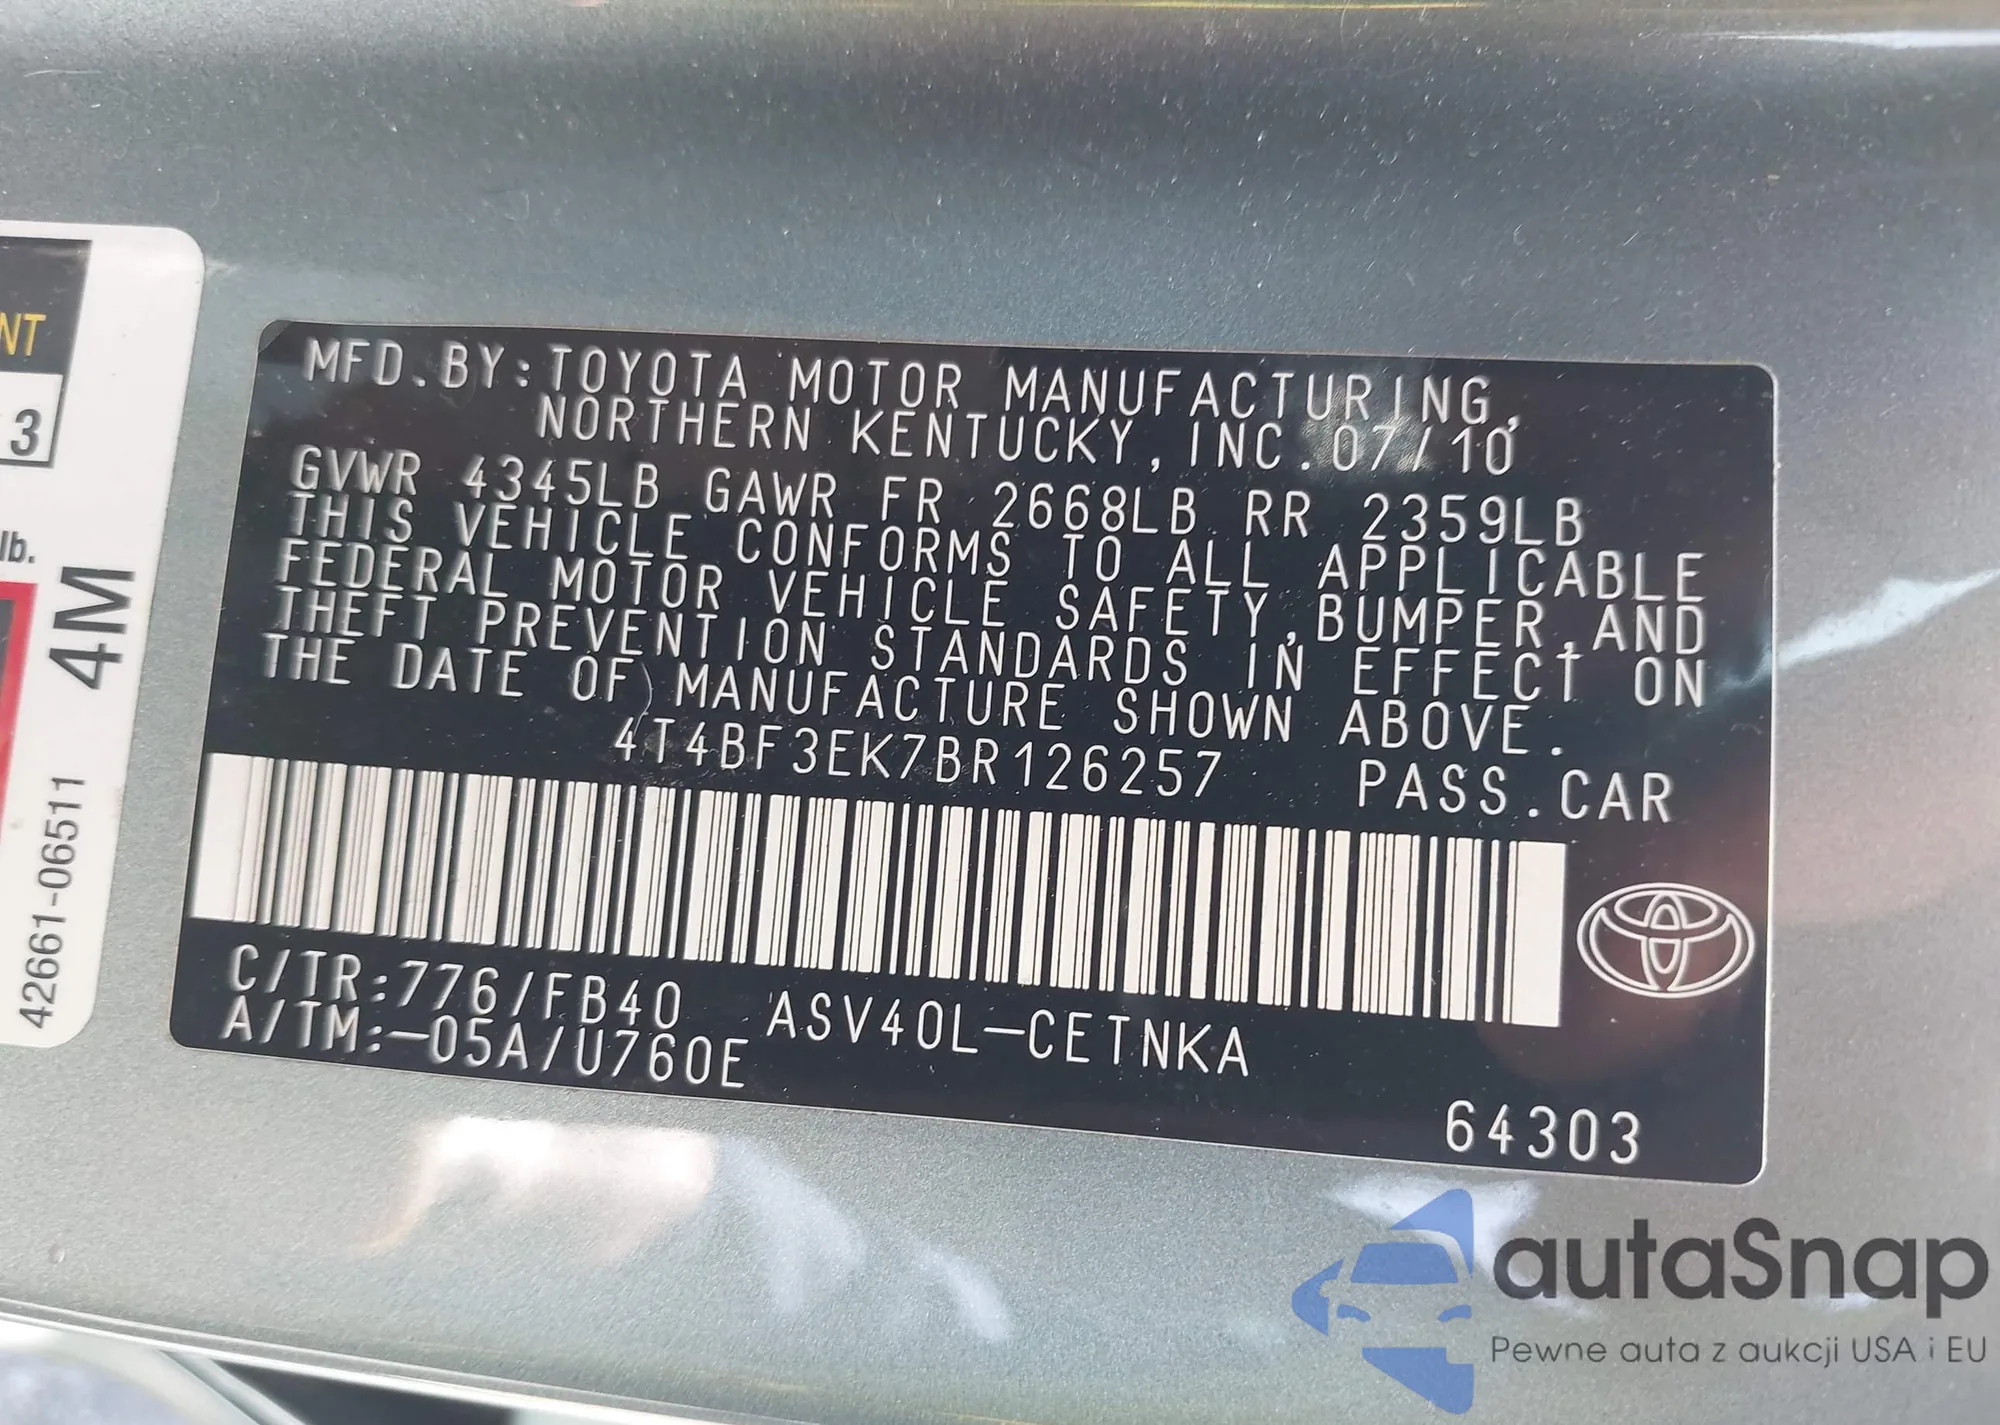 NT
3
lb.
4M
42661-06511
MFD.BY:TOYOTA MOTOR MANUFACTURING,
NORTHERN KENTUCKY, INC. 07/10
GVWR 4345LB GAWR FR 2668LB RR 2359LB
THIS VEHICLE CONFORMS TO ALL APPLICABLE
FEDERAL MOTOR VEHICLE SAFETY,BUMPER,AND
THEFT PREVENTION STANDARDS IN EFFECT ON
THE DATE OF MANUFACTURE SHOWN ABOVE.
4T4BF3EK7BR126257 PASS.CAR
C/TR:776/FB40 ASV40L-CETNKA
A/TM:-05A/U760E
64303
autaSnap
Pewne auta z aukcji USA i EU